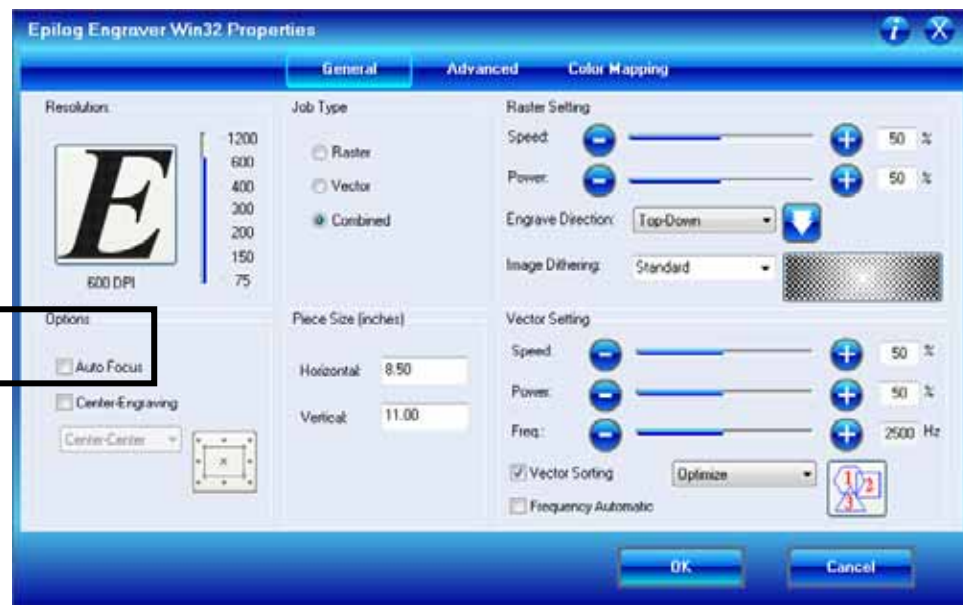 Epilog Engraver Win32 Properties
i X
General Advanced Color Mapping
Resolution:
E
1200
600
400
300
200
150
75
600 DPI
Job Type
Raster
Vector
Combined
Raster Setting
Speed: - + 50 %
Power: - + 50 %
Engrave Direction: Top-Down
Image Dithering: Standard
Options
Auto Focus
Center-Engraving
Center-Center
x
Piece Size (inches)
Horizontal: 8.50
Vertical: 11.00
Vector Setting
Speed: - + 50 %
Power: - + 50 %
Freq.: - + 2500 Hz
Vector Sorting Optimize
1 2
3
Frequency Automatic
OK Cancel